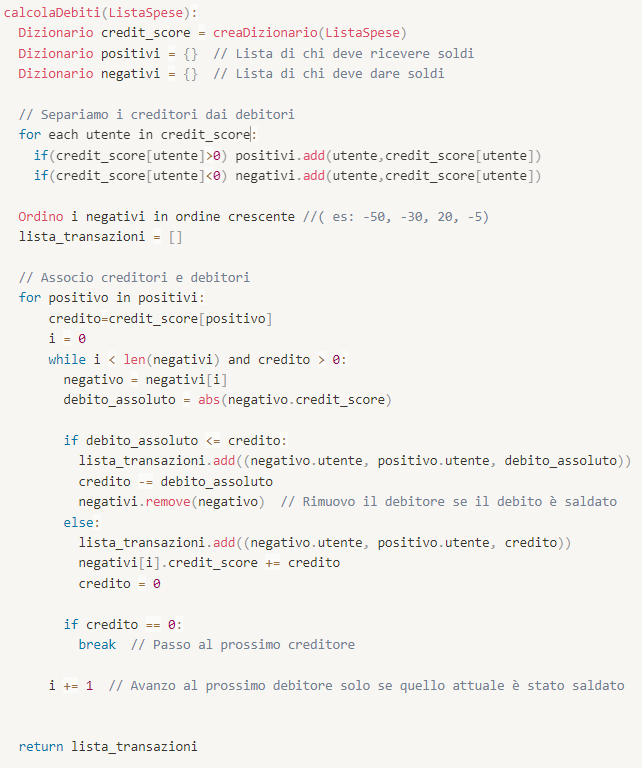 calcolaDebiti(ListaSpese):
  Dizionario credit_score = creaDizionario(ListaSpese)
  Dizionario positivi = {}  // Lista di chi deve ricevere soldi
  Dizionario negativi = {}  // Lista di chi deve dare soldi

  // Separiamo i creditori dai debitori
  for each utente in credit_score:
    if(credit_score[utente]>0) positivi.add(utente,credit_score[utente])
    if(credit_score[utente]<0) negativi.add(utente,credit_score[utente])

  Ordino i negativi in ordine crescente //( es: -50, -30, 20, -5)
  lista_transazioni = []

  // Associo creditori e debitori
  for positivo in positivi:
      credito=credit_score[positivo]
      i = 0
      while i < len(negativi) and credito > 0:
        negativo = negativi[i]
        debito_assoluto = abs(negativo.credit_score)

        if debito_assoluto <= credito:
          lista_transazioni.add((negativo.utente, positivo.utente, debito_assoluto))
          credito -= debito_assoluto
          negativi.remove(negativo)  // Rimuovo il debitore se il debito è saldato
        else:
          lista_transazioni.add((negativo.utente, positivo.utente, credito))
          negativi[i].credit_score += credito
          credito = 0

        if credito == 0:
          break  // Passo al prossimo creditore

      i += 1  // Avanzo al prossimo debitore solo se quello attuale è stato saldato

  return lista_transazioni